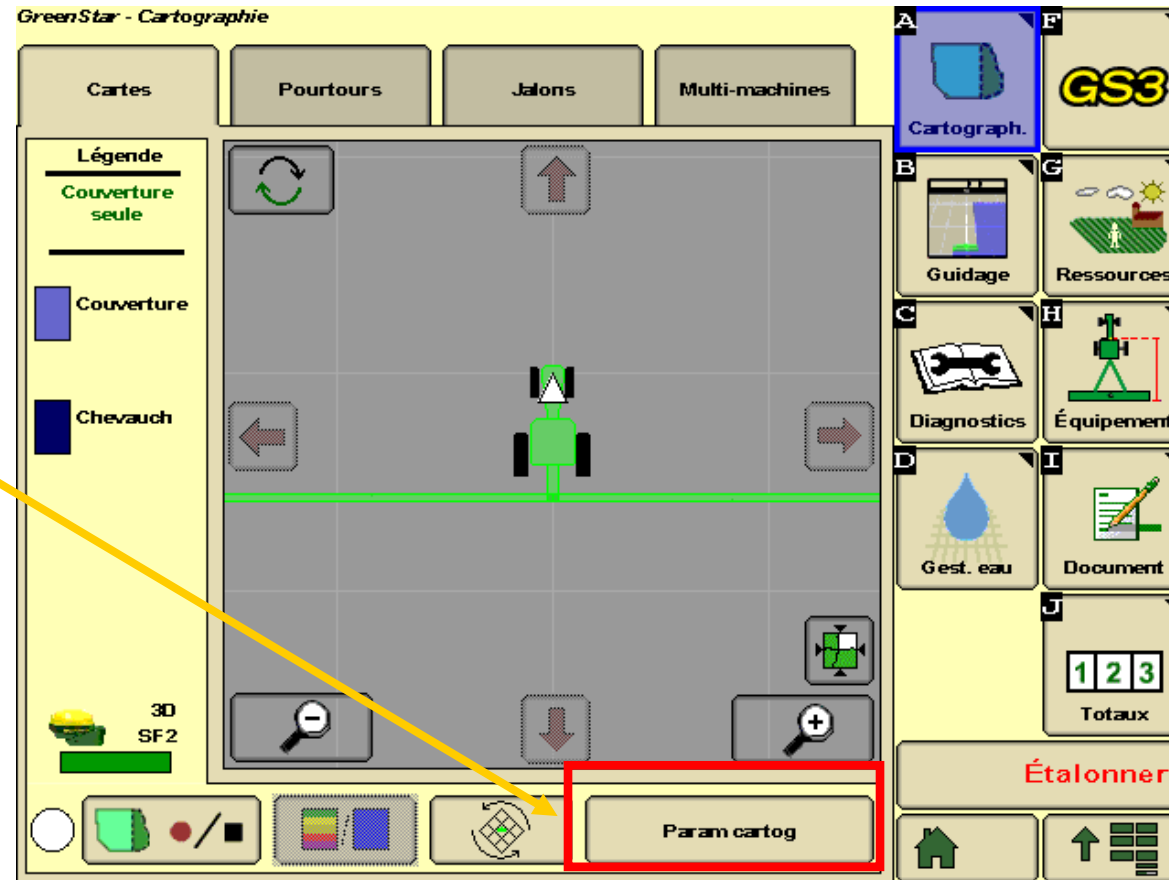 GreenStar - Cartographie
Cartes
Pourtours
Jalons
Multi-machines
Légende
Couverture
seule
Couverture
Chevauch
3D
SF2
Param cartog
A
Cartograph.
F
GS3
B
Guidage
G
Ressources
C
Diagnostics
H
Équipement
D
Gest. eau
I
Document
J
1 2 3
Totaux
Étalonner